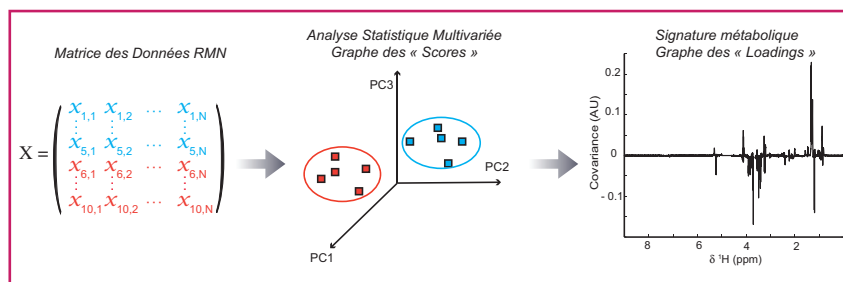 Matrice des Données RMN
X =
x1,1 x1,2 ... x1,N
x5,1 x5,2 ... x5,N
x6,1 x6,2 ... x6,N
x10,1 x10,2 ... x10,N
Analyse Statistique Multivariée
Graphe des « Scores »
PC3
PC2
PC1
Signature métabolique
Graphe des « Loadings »
Covariance (AU)
0.2
0.1
0
- 0.1
8 6 4 2
δ ¹H (ppm)